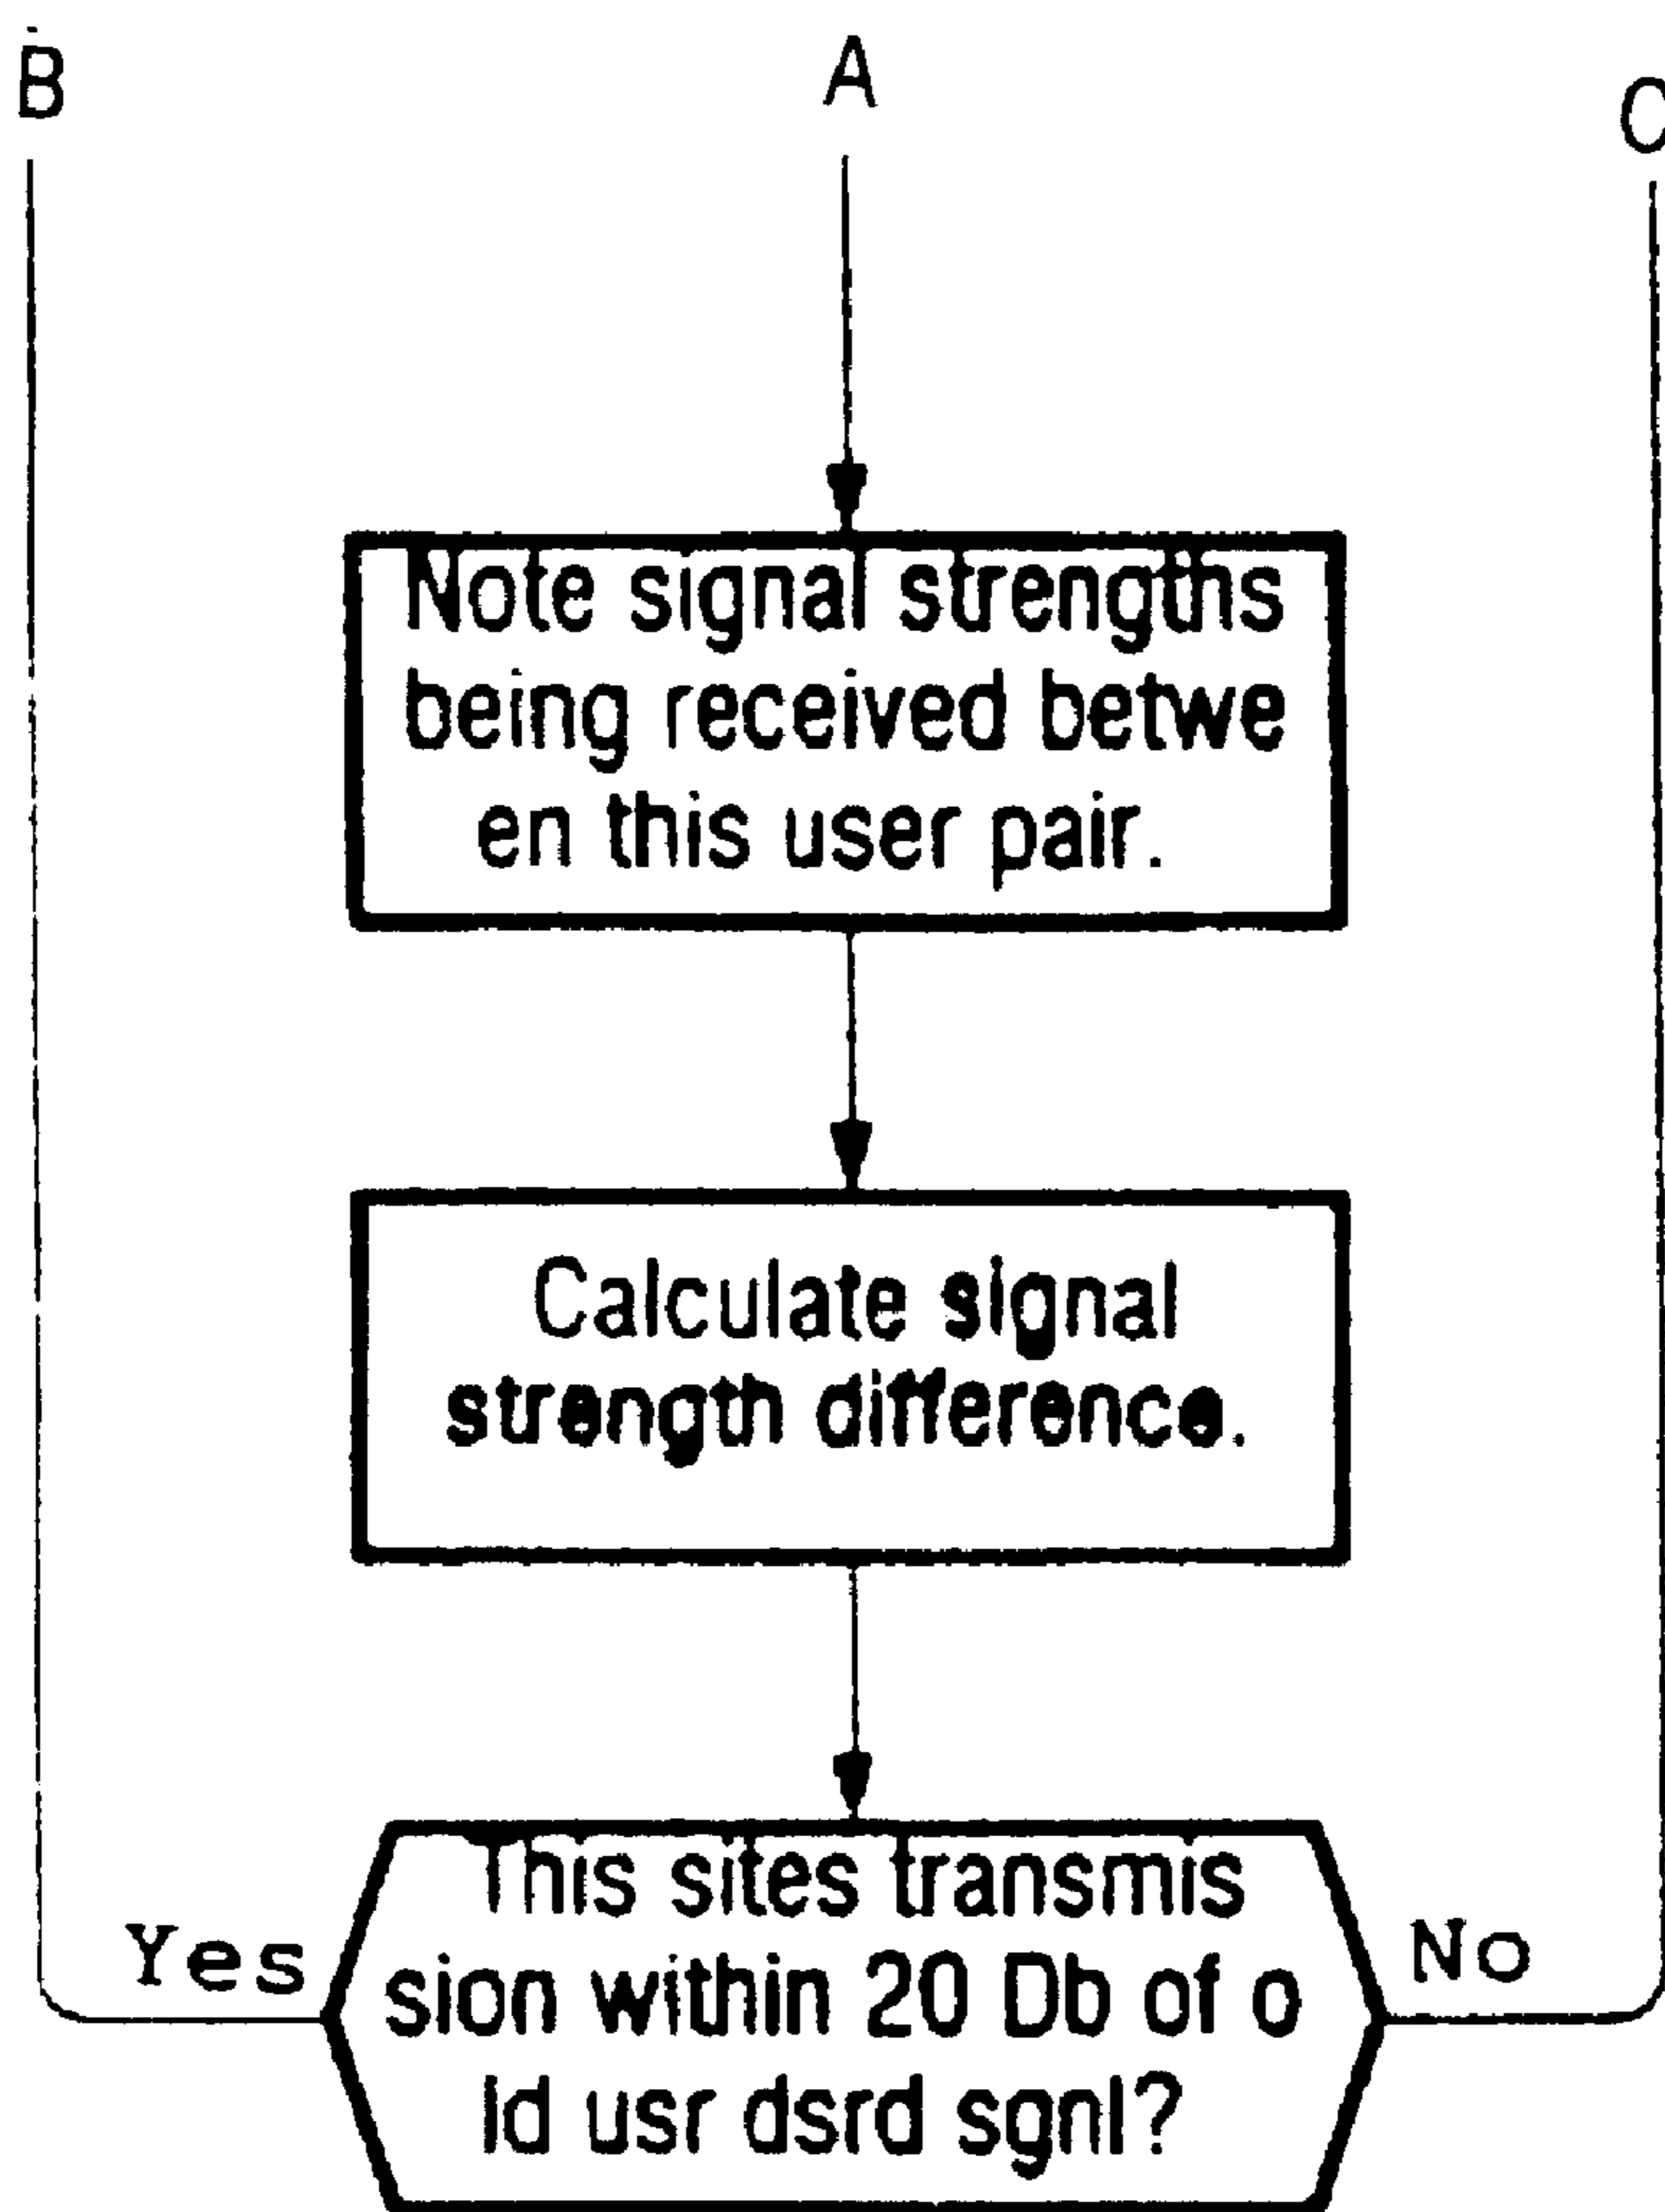 B
A
C
Note signal strengths
being received betwe
en this user pair.
Calculate signal
strength difference.
Yes
This sites transmis
sion within 20 Db of o
ld usr dsrd sgnl?
No